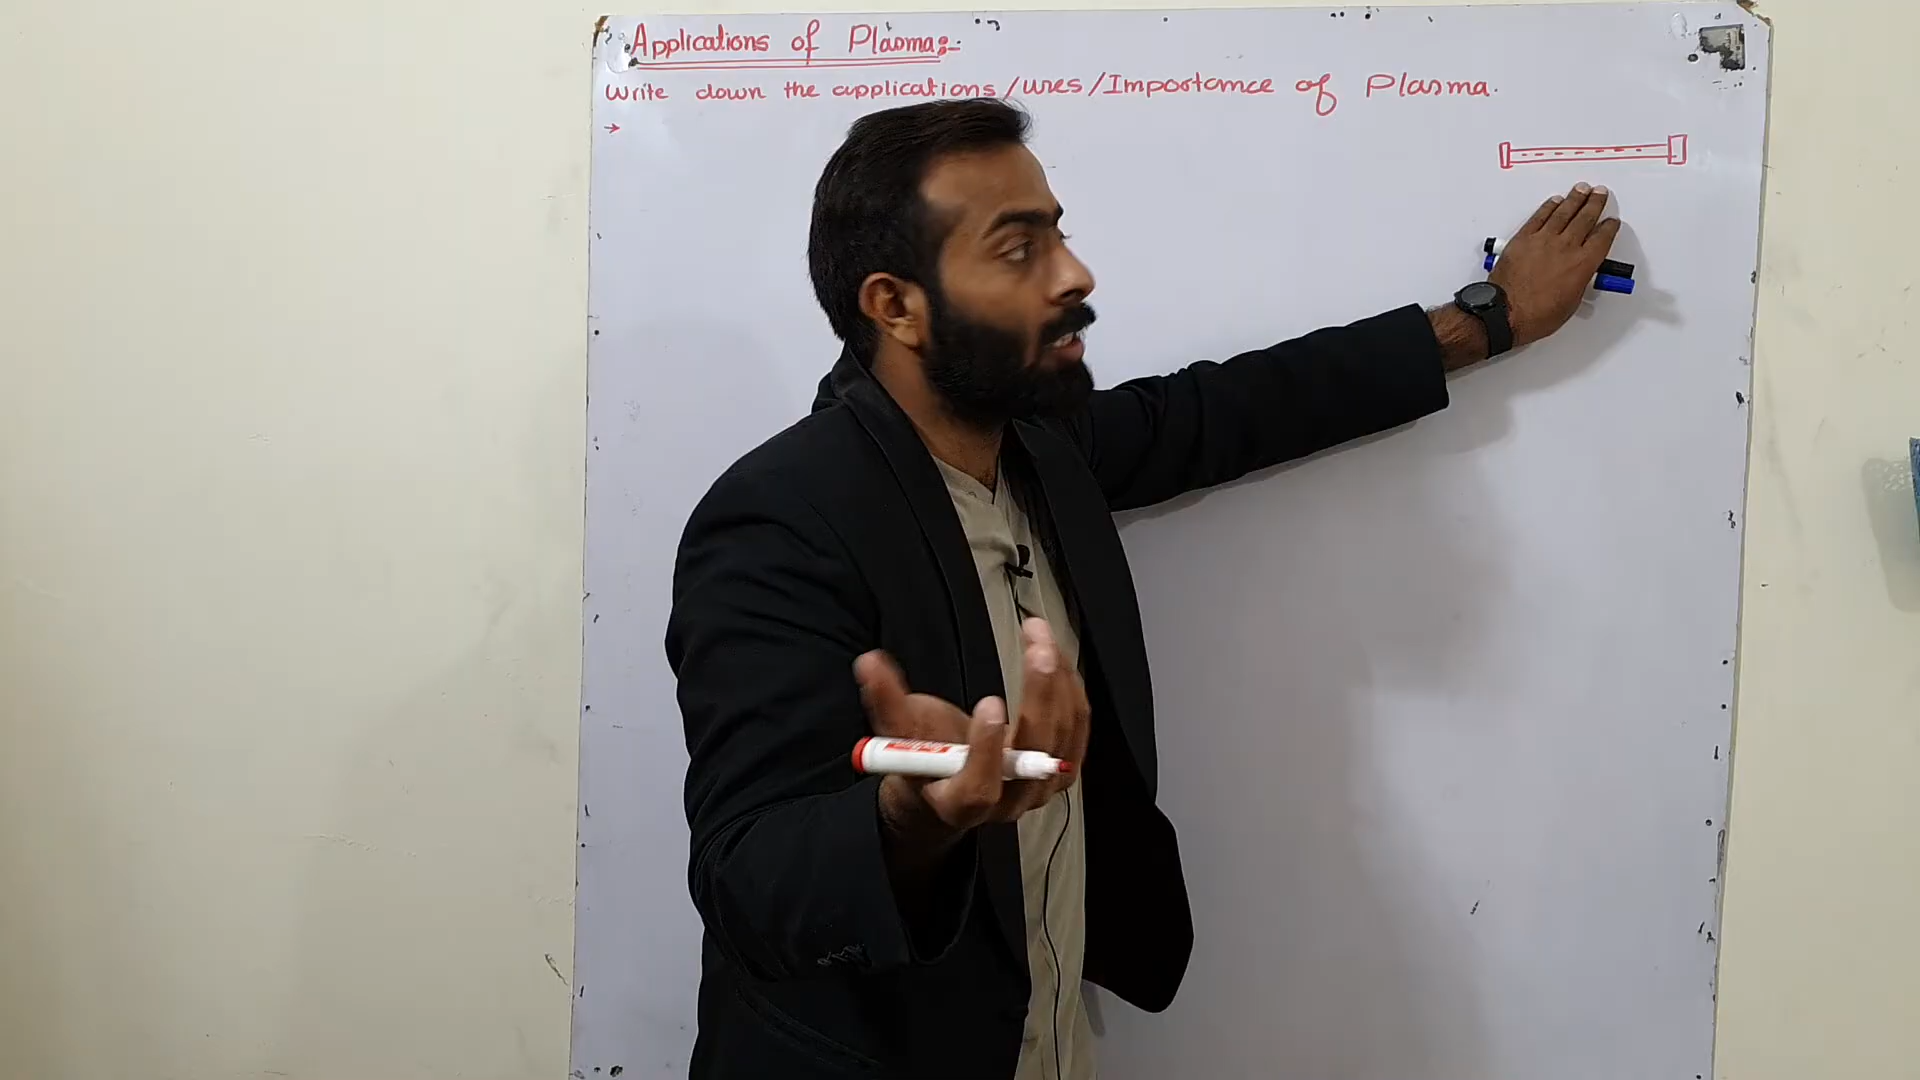 Applications of Plasma:-
Write down the applications/uses/Importance of Plasma.
→